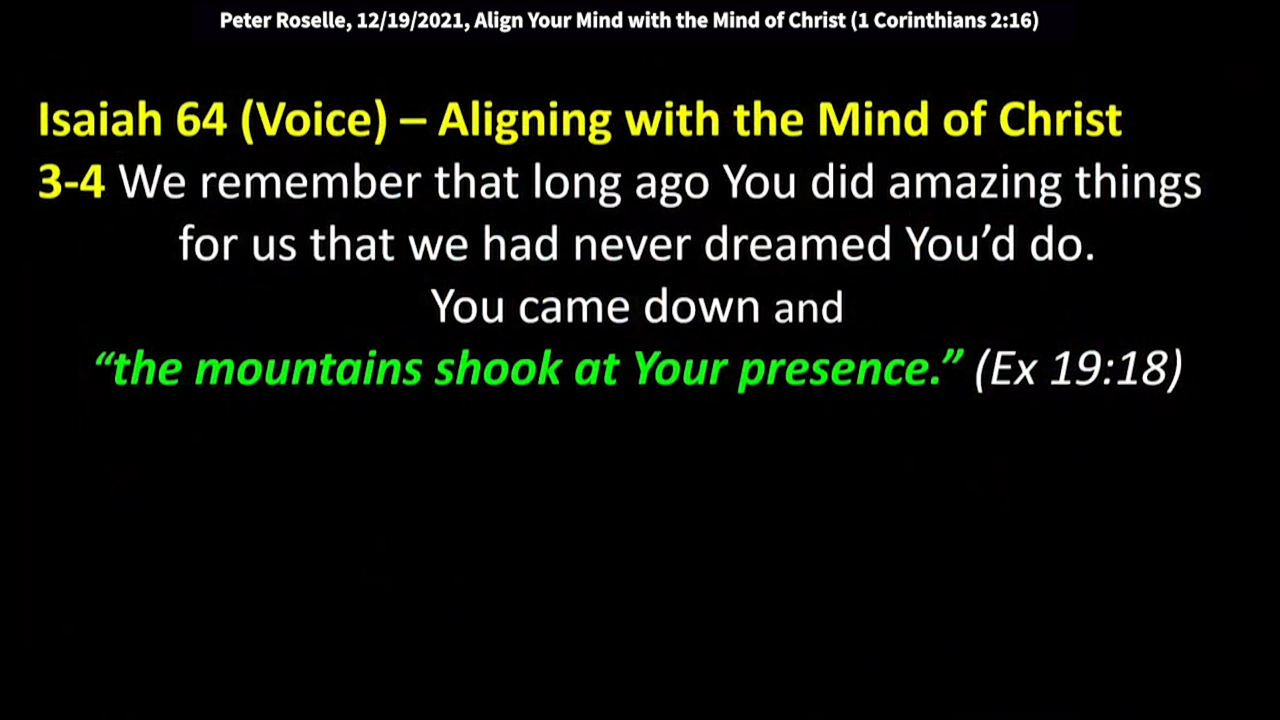 Peter Roselle, 12/19/2021, Align Your Mind with the Mind of Christ (1 Corinthians 2:16)
Isaiah 64 (Voice) – Aligning with the Mind of Christ
3-4 We remember that long ago You did amazing things
for us that we had never dreamed You’d do.
You came down and
“the mountains shook at Your presence.” (Ex 19:18)